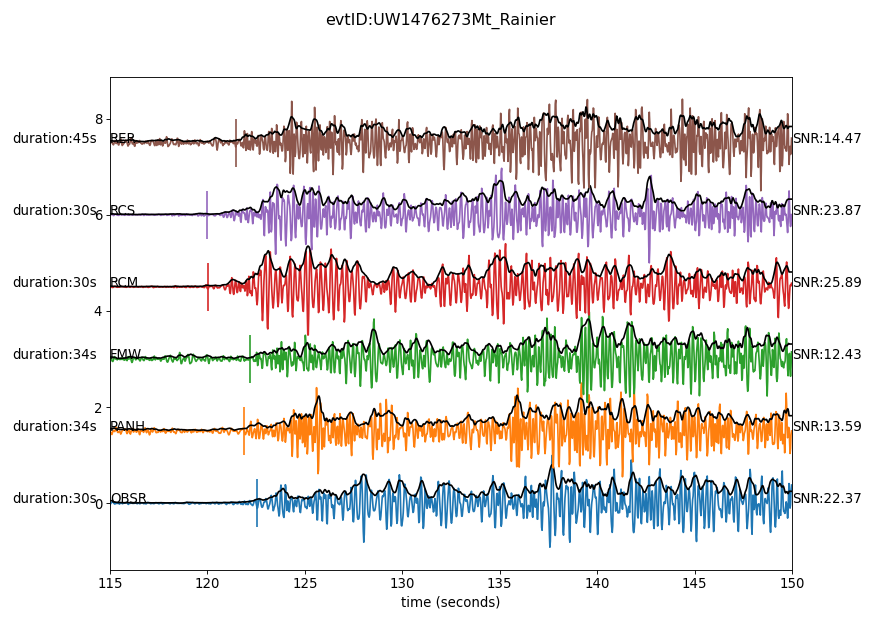 evtID:UW1476273Mt_Rainier
8
duration:45s RER SNR:14.47
duration:30s RCS SNR:23.87
6
duration:30s RCM SNR:25.89
4
duration:34s FMW SNR:12.43
2
duration:34s PANH SNR:13.59
duration:30s OBSR SNR:22.37
0
115 120 125 130 135 140 145 150
time (seconds)